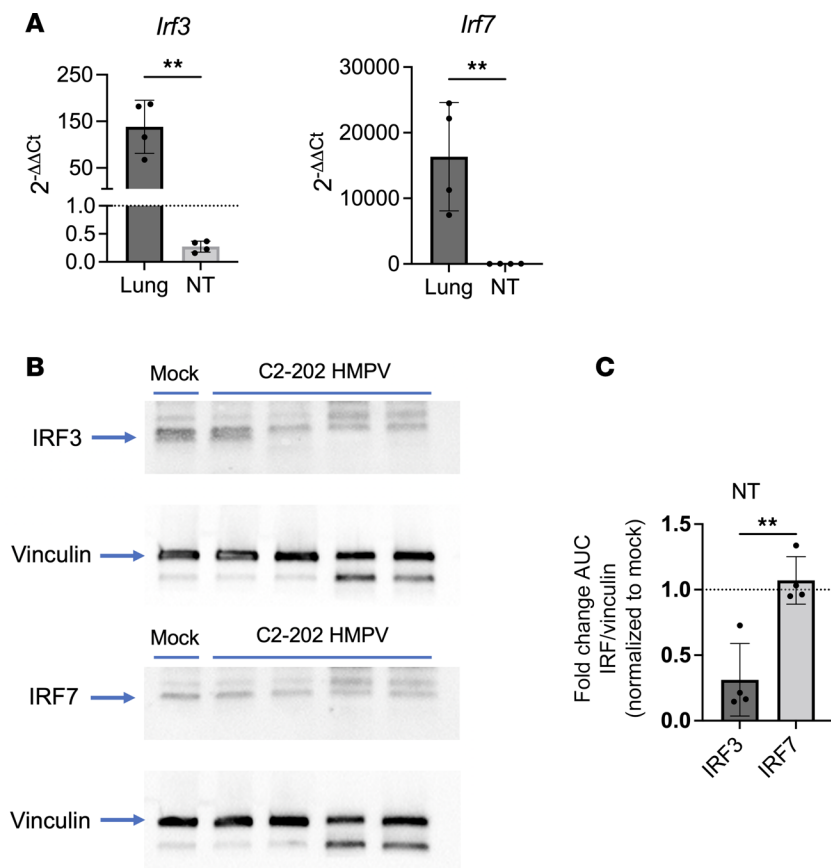 A
Irf3
**
2-ΔΔCt
250
150
50
1.0
0.5
0.0
Lung NT
Irf7
**
2-ΔΔCt
30000
20000
10000
0
Lung NT
B
Mock C2-202 HMPV
IRF3
Vinculin
Mock C2-202 HMPV
IRF7
Vinculin
C
NT
**
Fold change AUC
IRF/vinculin
(normalized to mock)
1.5
1.0
0.5
0.0
IRF3 IRF7